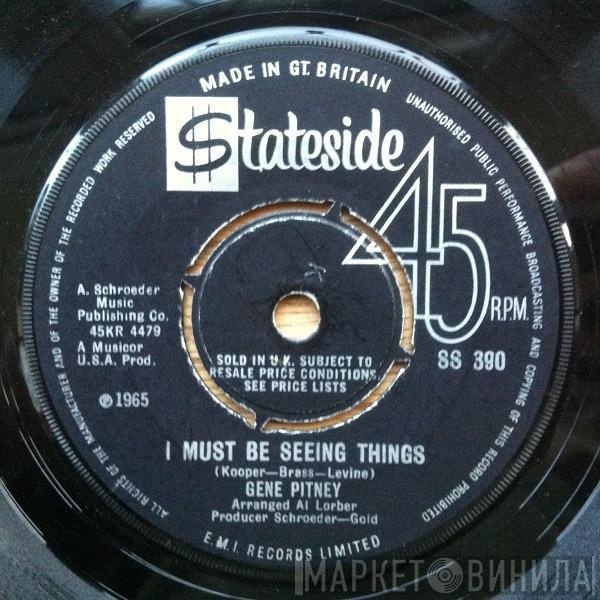 MADE IN GT. BRITAIN
UNAUTHORISED PUBLIC PERFORMANCE BROADCASTING AND COPYING OF THIS RECORD PROHIBITED
ALL RIGHTS OF THE MANUFACTURER AND OF THE OWNER OF THE RECORDED WORK RESERVED
$tateside
45
R.P.M.
A. Schroeder
Music
Publishing Co.
45KR 4479
A Musicor
U.S.A. Prod.
SS 390
SOLD IN U.K. SUBJECT TO
RESALE PRICE CONDITIONS,
SEE PRICE LISTS
℗1965
I MUST BE SEEING THINGS
(Kooper—Brass—Levine)
GENE PITNEY
Arranged Al Lorber
Producer Schroeder—Gold
E.M.I. RECORDS LIMITED
МАРКЕТ ВИНИЛА